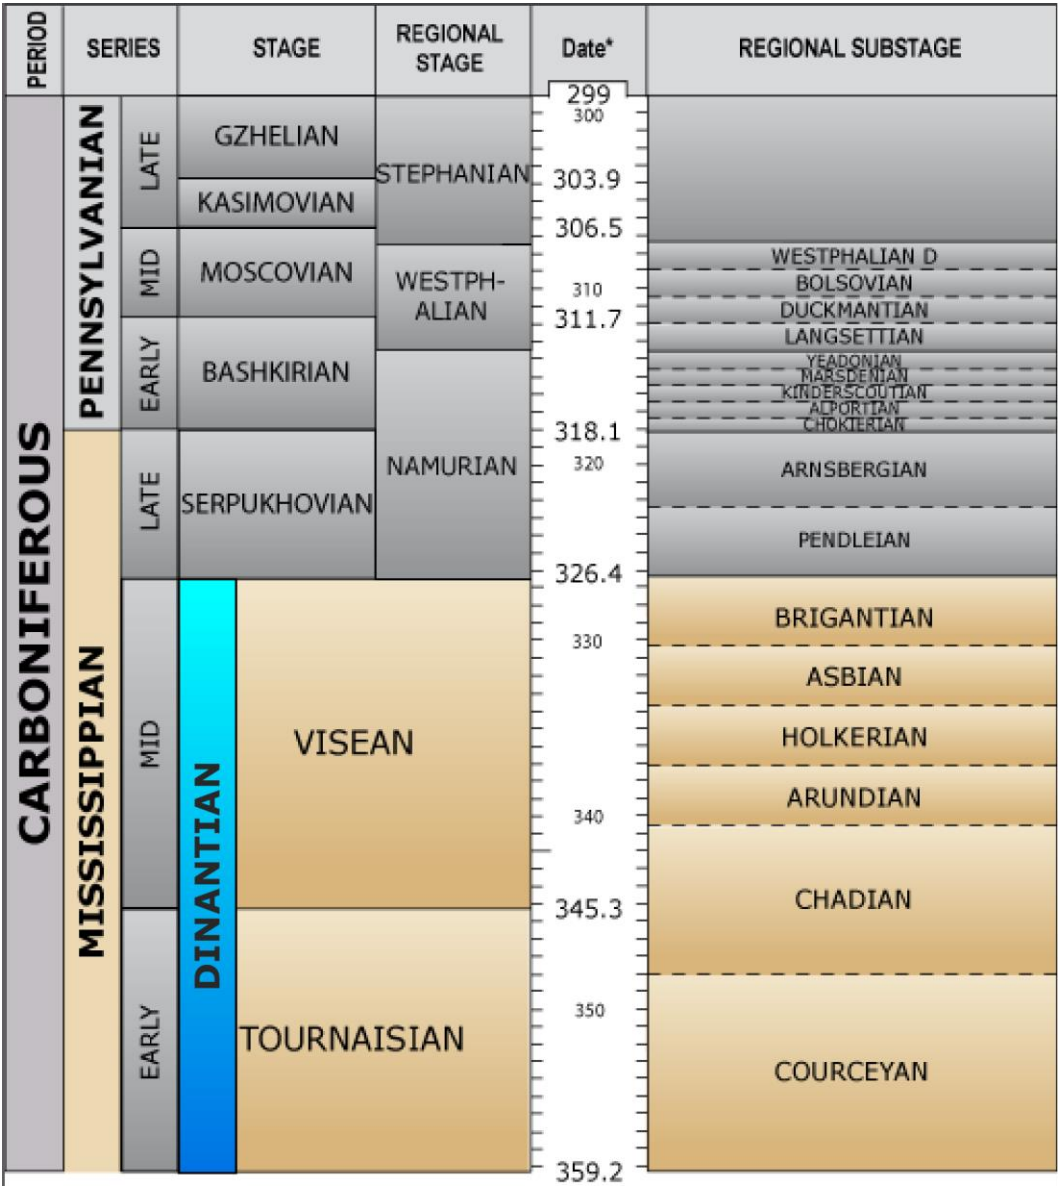 PERIOD
SERIES
STAGE
REGIONAL
STAGE
Date*
REGIONAL SUBSTAGE
CARBONIFEROUS
PENNSYLVANIAN
MISSISSIPPIAN
LATE
MID
EARLY
LATE
MID
EARLY
GZHELIAN
KASIMOVIAN
MOSCOVIAN
BASHKIRIAN
SERPUKHOVIAN
DINANTIAN
VISEAN
TOURNAISIAN
STEPHANIAN
WESTPH-
ALIAN
NAMURIAN
299
300
303.9
306.5
310
311.7
318.1
320
326.4
330
340
345.3
350
359.2
WESTPHALIAN D
BOLSOVIAN
DUCKMANTIAN
LANGSETTIAN
YEADONIAN
MARSDENIAN
KINDERSCOUTIAN
ALPORTIAN
CHOKIERIAN
ARNSBERGIAN
PENDLEIAN
BRIGANTIAN
ASBIAN
HOLKERIAN
ARUNDIAN
CHADIAN
COURCEYAN